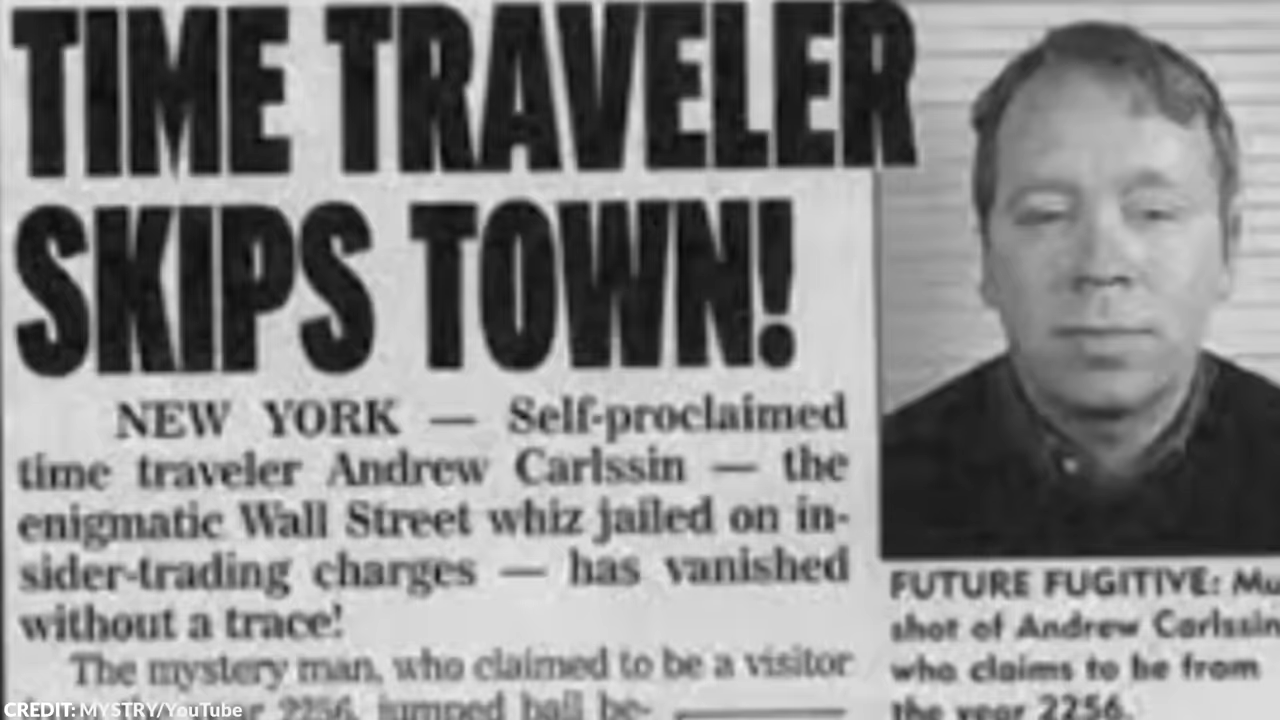 TIME TRAVELER
SKIPS TOWN!
NEW YORK — Self-proclaimed
time traveler Andrew Carlssin — the
enigmatic Wall Street whiz jailed on in-
sider-trading charges — has vanished
without a trace!
The mystery man, who claimed to be a visitor
2256, jumped bail be-
FUTURE FUGITIVE: Mu
shot of Andrew Carlssin
who claims to be from
the year 2256.
CREDIT: MYSTRY/YouTube